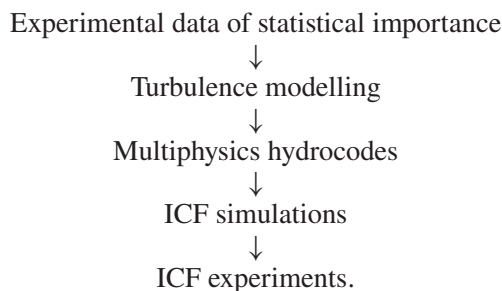 Experimental data of statistical importance
↓
Turbulence modelling
↓
Multiphysics hydrocodes
↓
ICF simulations
↓
ICF experiments.